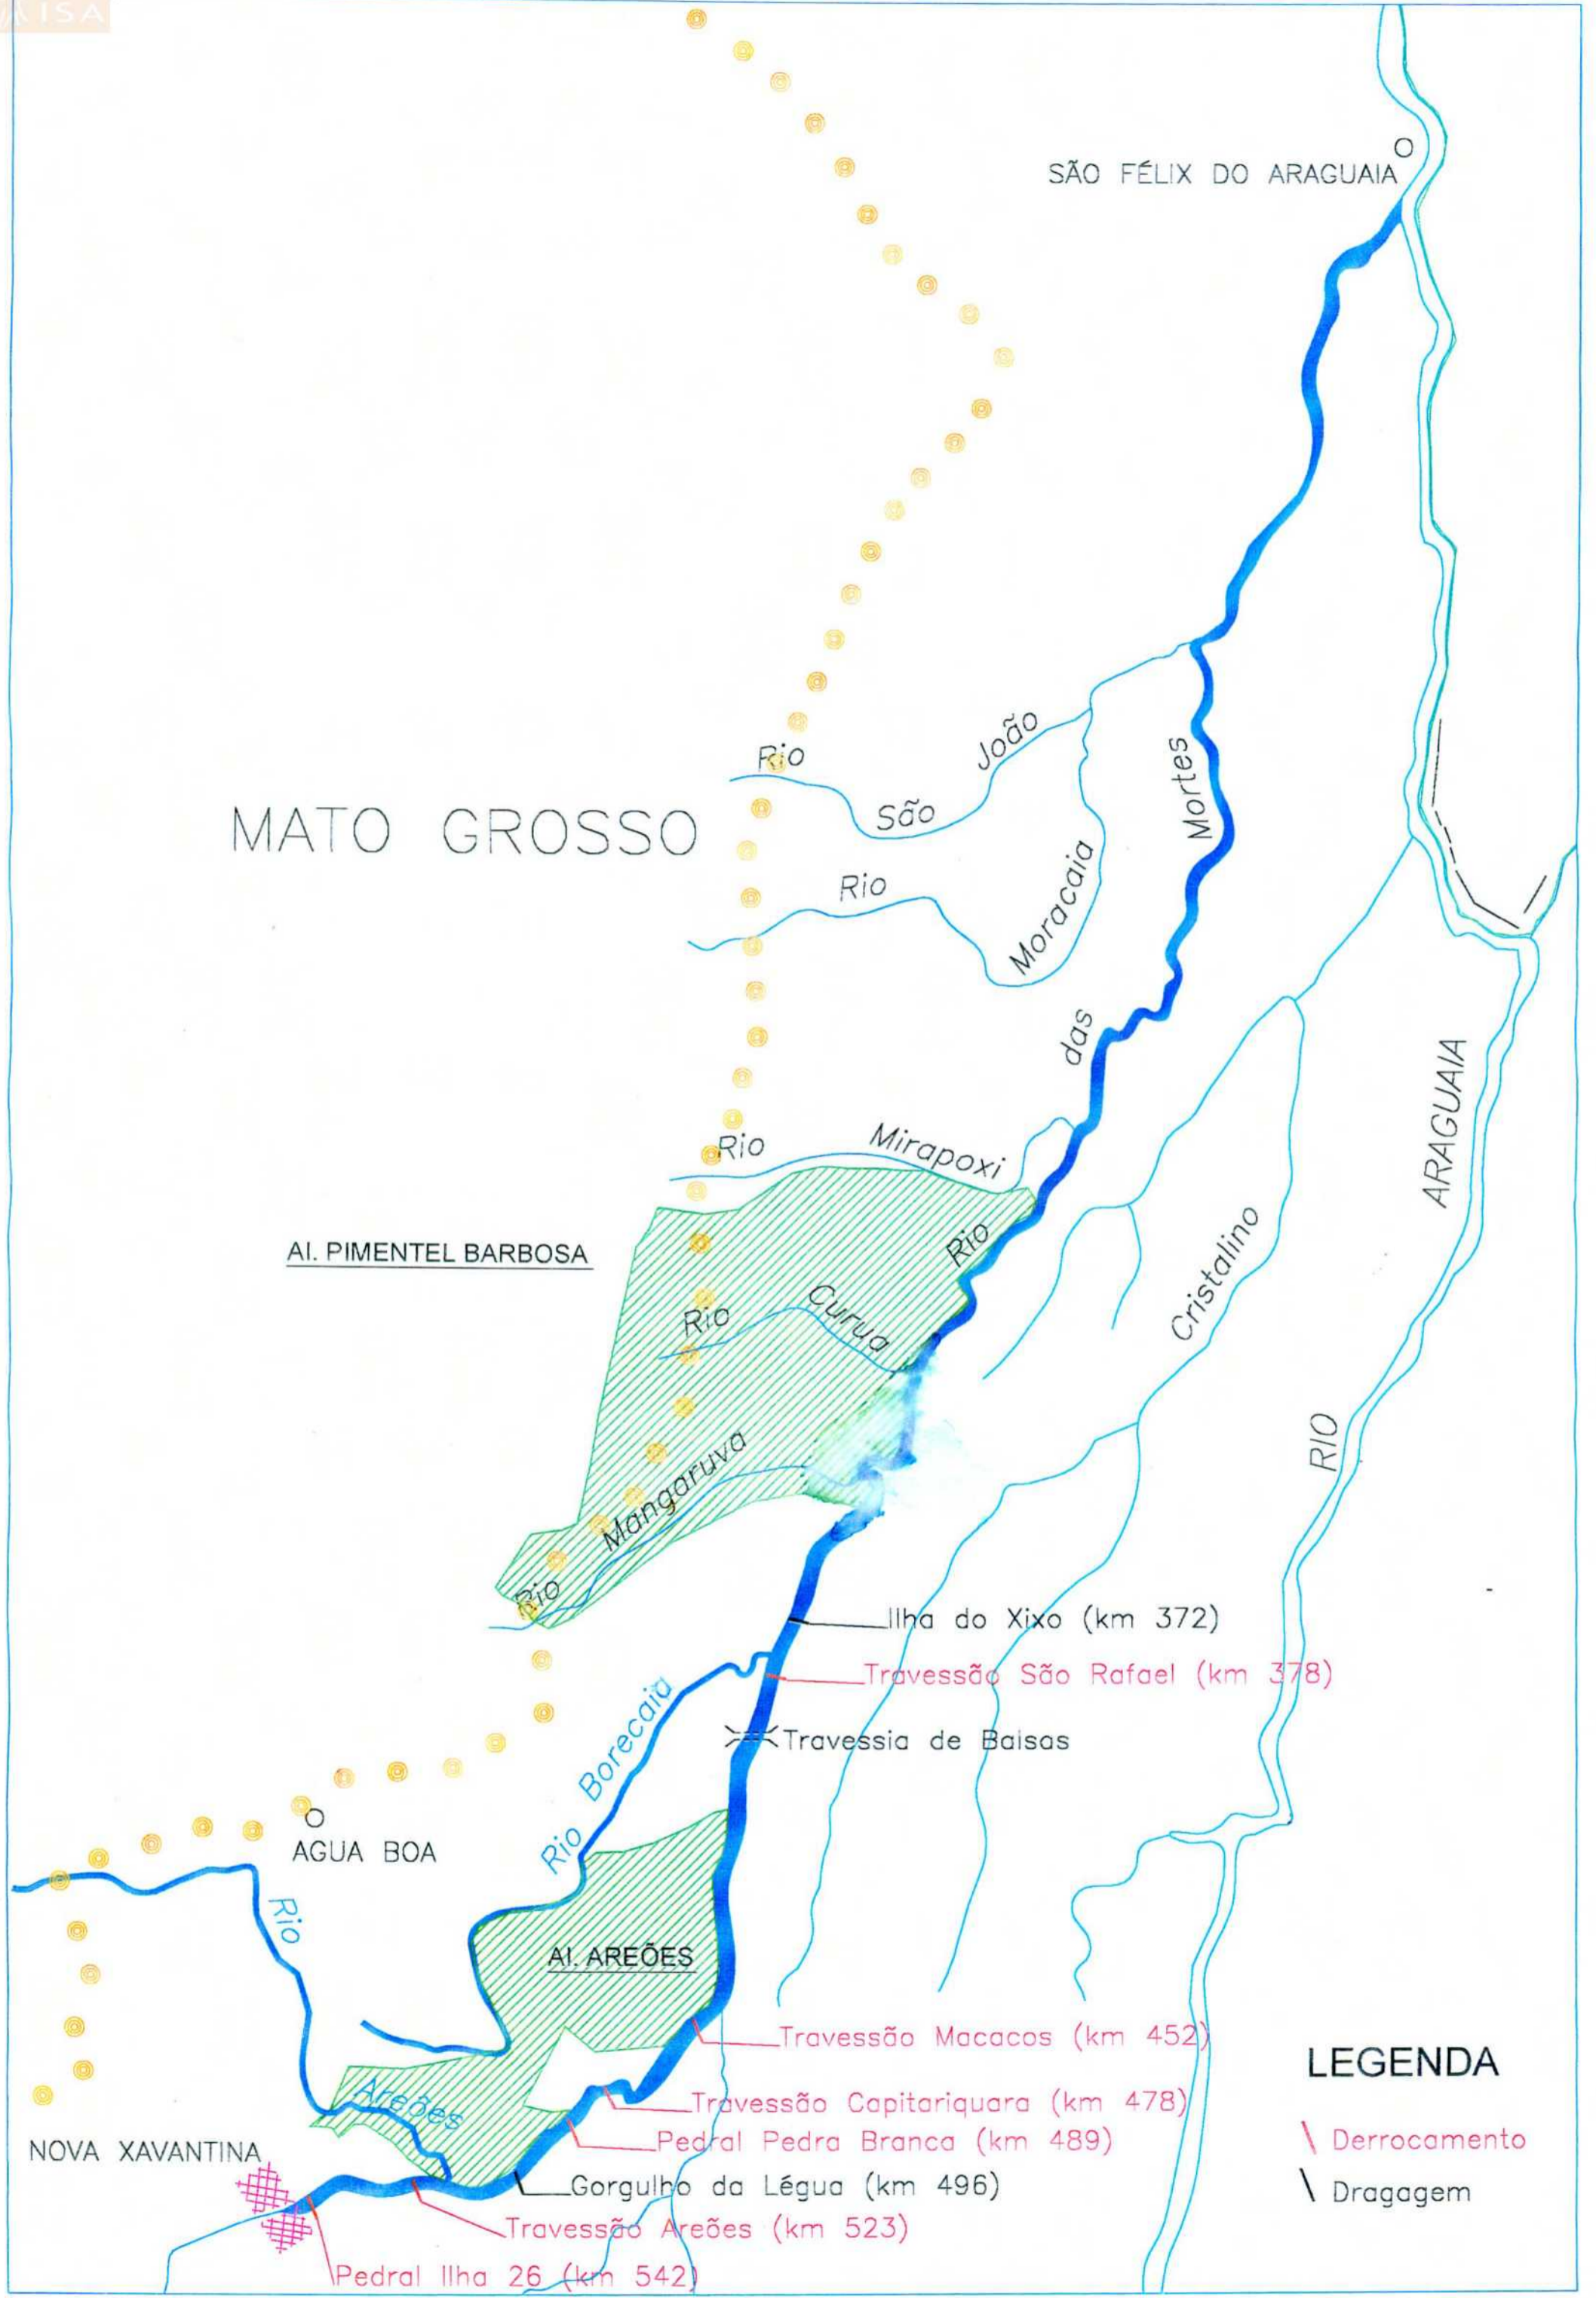 ISA
SÃO FÉLIX DO ARAGUAIA
Rio São João
MATO GROSSO
Rio Moracaia
Rio das Mortes
Rio Mirapoxi
RIO ARAGUAIA
AI. PIMENTEL BARBOSA
Rio Curua
Cristalino
Rio Mangaruva
Ilha do Xixo (km 372)
Travessão São Rafael (km 378)
Rio Borecaia
Travessia de Baisas
AGUA BOA
Rio Areões
AI. AREÕES
Travessão Macacos (km 452)
Travessão Capitariquara (km 478)
Pedral Pedra Branca (km 489)
NOVA XAVANTINA
Gorgulho da Légua (km 496)
Travessão Areões (km 523)
Pedral Ilha 26 (km 542)
LEGENDA
Derrocamento
Dragagem